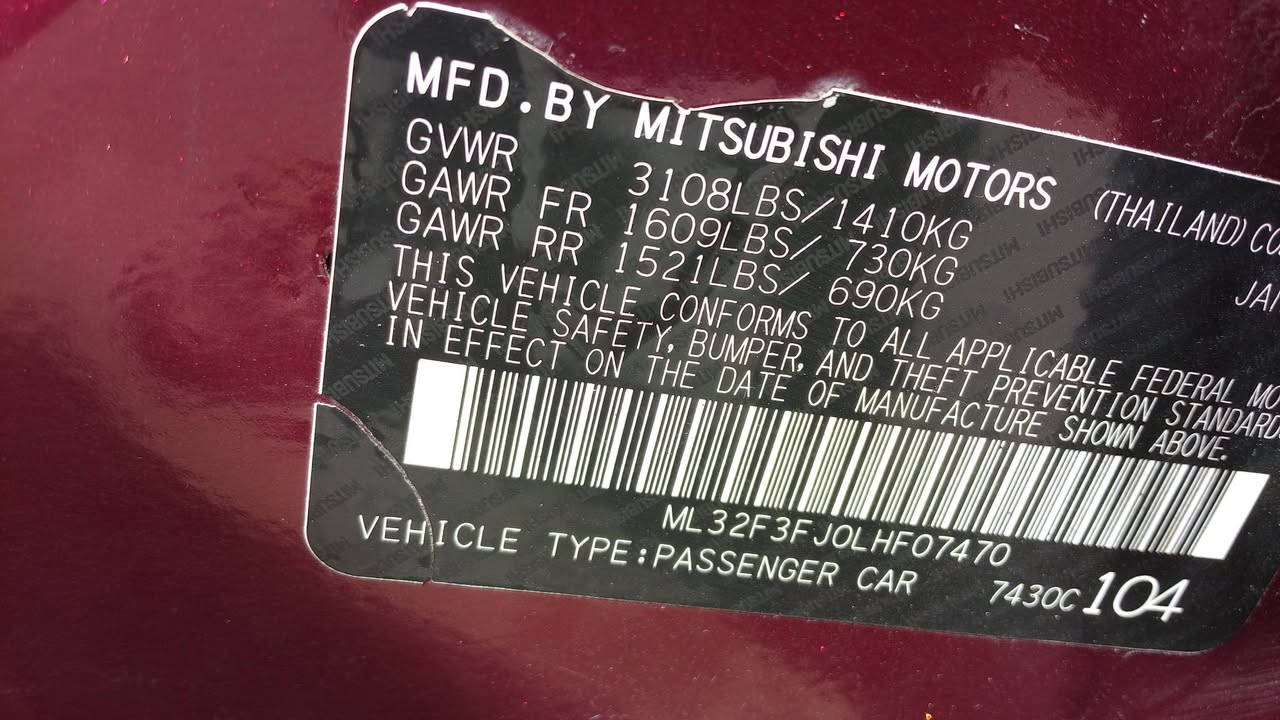 MFD.BY MITSUBISHI MOTORS (THAILAND)
GVWR 3108LBS/1410KG
GAWR FR 1609LBS/ 730KG
GAWR RR 1521LBS/ 690KG
THIS VEHICLE CONFORMS TO ALL APPLICABLE FEDERAL
VEHICLE SAFETY, BUMPER, AND THEFT PREVENTION STANDARD
IN EFFECT ON THE DATE OF MANUFACTURE SHOWN ABOVE.
ML32F3FJ0LHF07470
VEHICLE TYPE:PASSENGER CAR 7430C 104